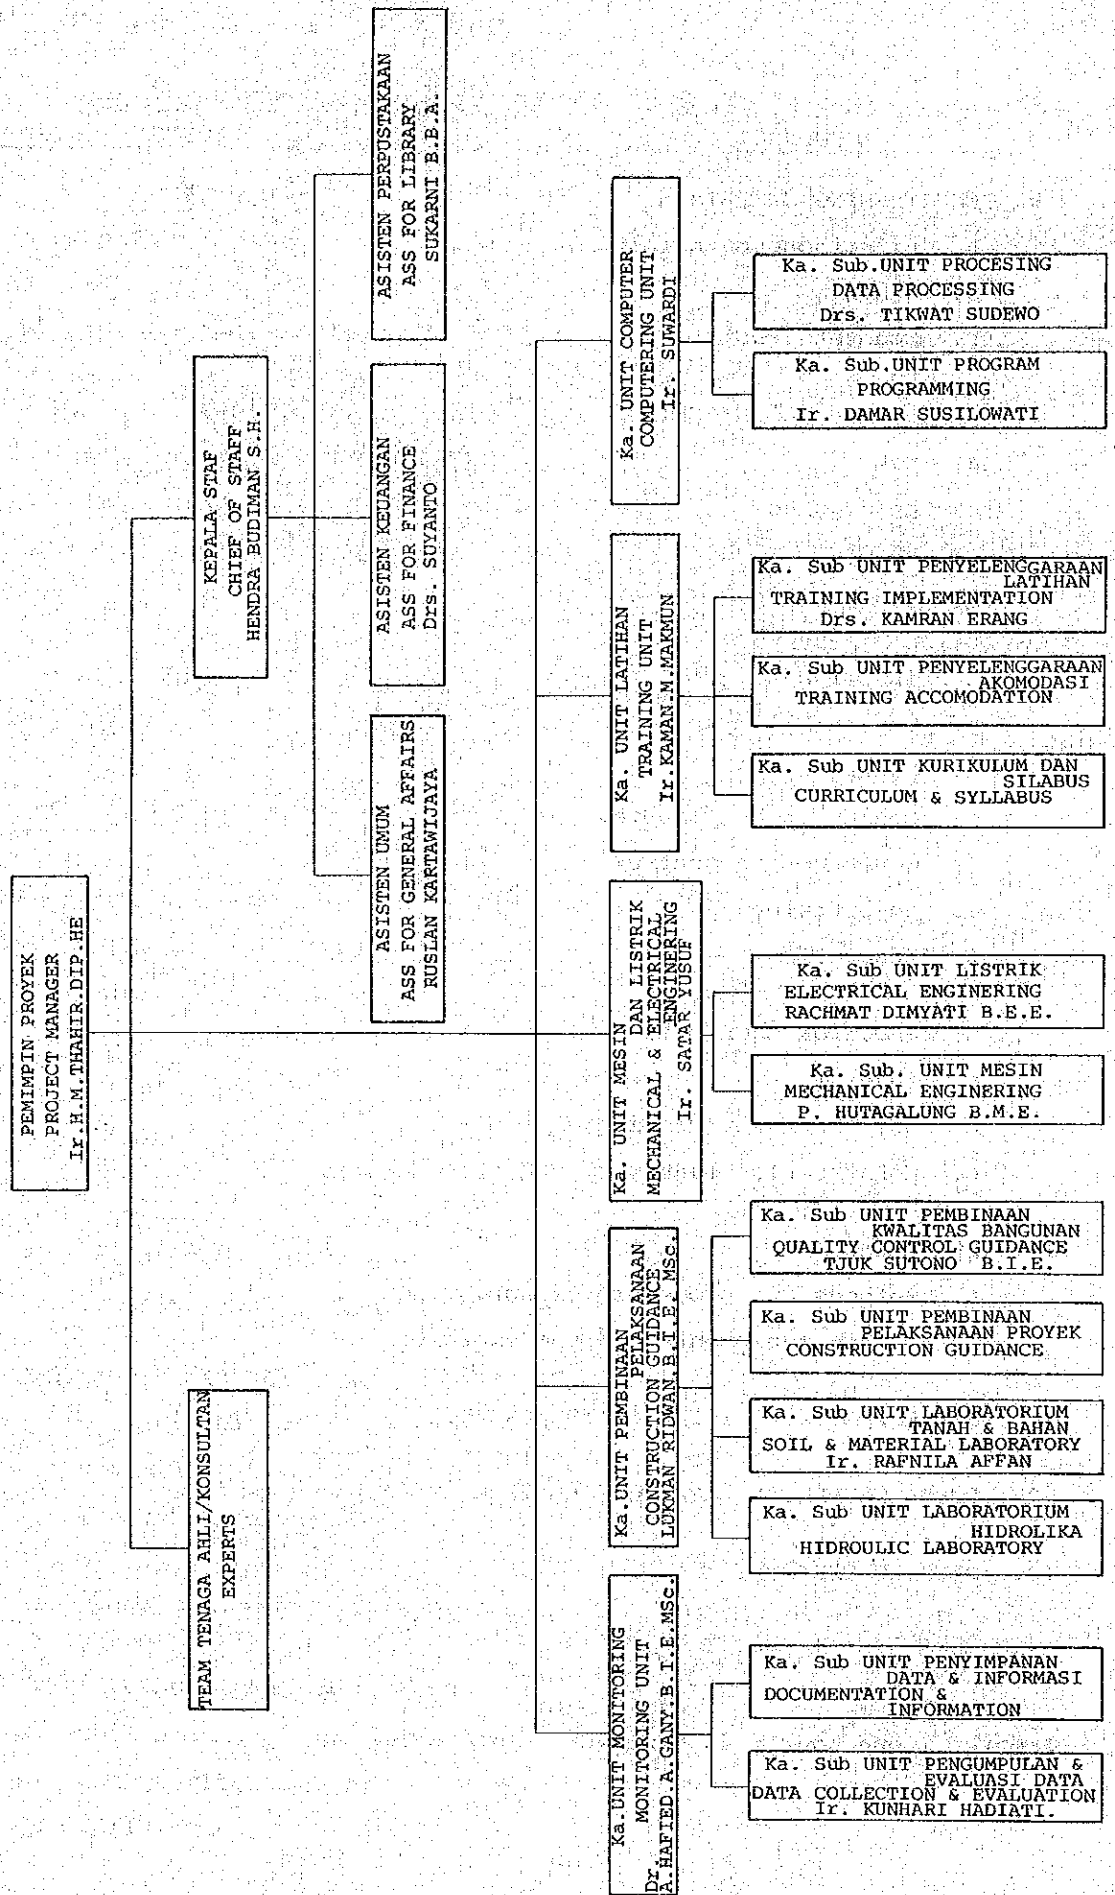 PEMIMPIN PROYEK
PROJECT MANAGER
Ir.H.M.THAHIR.DIP.HE
TEAM TENAGA AHLI/KONSULTAN
EXPERTS
KEPALA STAF
CHIEF OF STAFF
HENDRA BUDIMAN S.H.
ASISTEN UMUM
ASS FOR GENERAL AFFAIRS
RUSLAN KARTAWIJAYA
ASISTEN KEUANGAN
ASS FOR FINANCE
Drs. SUYANTO
ASISTEN PERPUSTAKAAN
ASS FOR LIBRARY
SUKARNI B.B.A.
Ka.UNIT MONITORING
MONITORING UNIT
Dr.
A.HAFIED.A.GANY.B.I.E.MSc.
Ka.UNIT PEMBINAAN
PELAKSANAAN
CONSTRUCTION GUIDANCE
LUKMAN RIDWAN.B.I.E. MSc.
Ka. UNIT MESIN
DAN LISTRIK
MECHANICAL & ELECTRICAL
ENGINERING
Ir. SATAR YUSUF
Ka. UNIT LATIHAN
TRAINING UNIT
Ir.KAMAN.M.MAKMUN
Ka. UNIT COMPUTER
COMPUTERING UNIT
Ir. SUWARDI
Ka. Sub.UNIT PROCESING
DATA PROCESSING
Drs. TIKWAT SUDEWO
Ka. Sub.UNIT PROGRAM
PROGRAMMING
Ir. DAMAR SUSILOWATI
Ka. Sub UNIT PENYELENGGARAAN
LATIHAN
TRAINING IMPLEMENTATION
Drs. KAMRAN ERANG
Ka. Sub UNIT PENYELENGGARAAN
AKOMODASI
TRAINING ACCOMODATION
Ka. Sub UNIT KURIKULUM DAN
SILABUS
CURRICULUM & SYLLABUS
Ka. Sub UNIT LISTRIK
ELECTRICAL ENGINERING
RACHMAT DIMYATI B.E.E.
Ka. Sub. UNIT MESIN
MECHANICAL ENGINERING
P. HUTAGALUNG B.M.E.
Ka. Sub UNIT PEMBINAAN
KWALITAS BANGUNAN
QUALITY CONTROL GUIDANCE
TJUK SUTONO B.I.E.
Ka. Sub UNIT PEMBINAAN
PELAKSANAAN PROYEK
CONSTRUCTION GUIDANCE
Ka. Sub UNIT LABORATORIUM
TANAH & BAHAN
SOIL & MATERIAL LABORATORY
Ir. RAFNILA AFFAN
Ka. Sub UNIT LABORATORIUM
HIDROLIKA
HIDROULIC LABORATORY
Ka. Sub UNIT PENYIMPANAN
DATA & INFORMASI
DOCUMENTATION &
INFORMATION
Ka. Sub UNIT PENGUMPULAN &
EVALUASI DATA
DATA COLLECTION & EVALUATION
Ir. KUNHARI HADIATI.